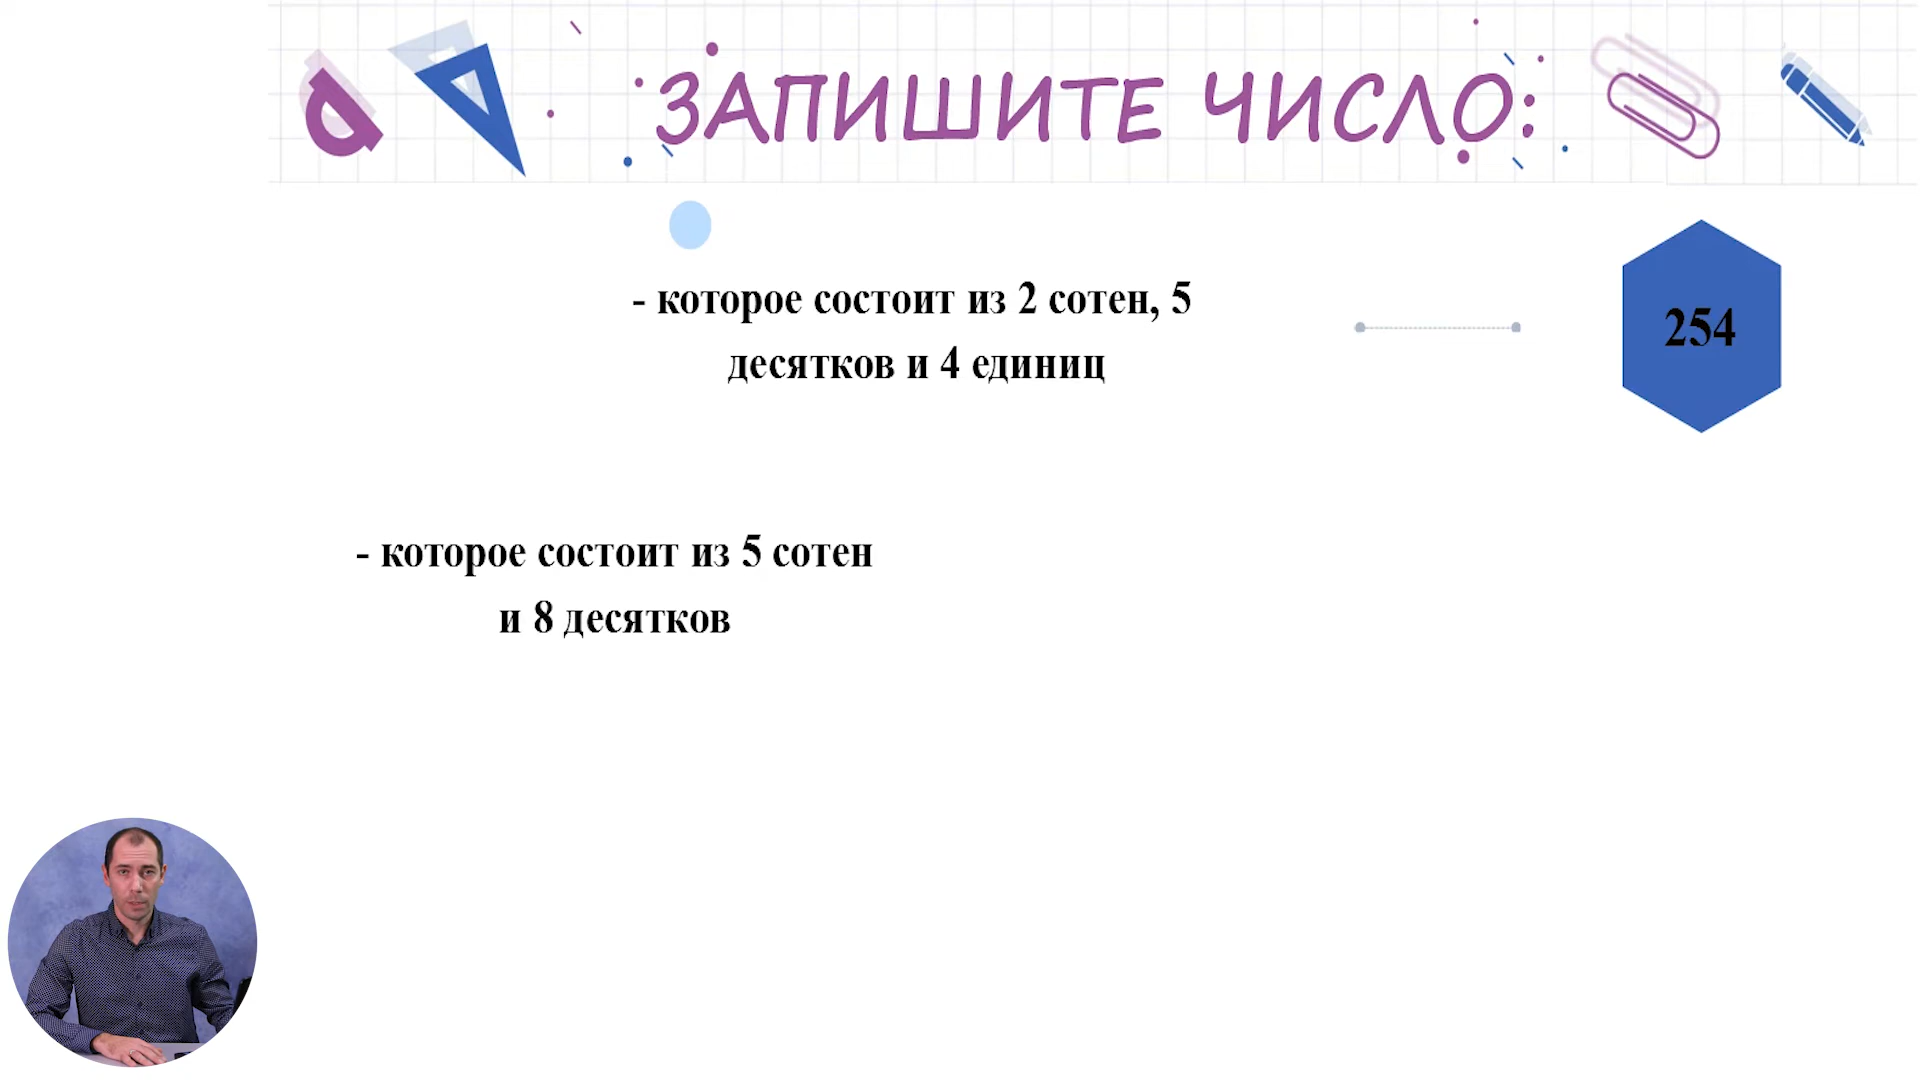 ЗАПИШИТЕ ЧИСЛО:
- которое состоит из 2 сотен, 5
десятков и 4 единиц
254
- которое состоит из 5 сотен
и 8 десятков